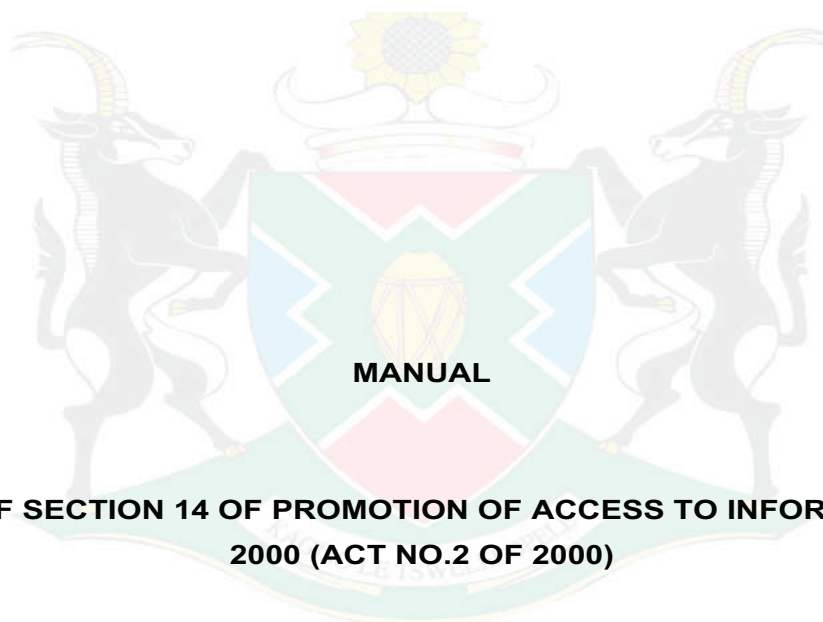 MANUAL
F SECTION 14 OF PROMOTION OF ACCESS TO INFOR
2000 (ACT NO.2 OF 2000)